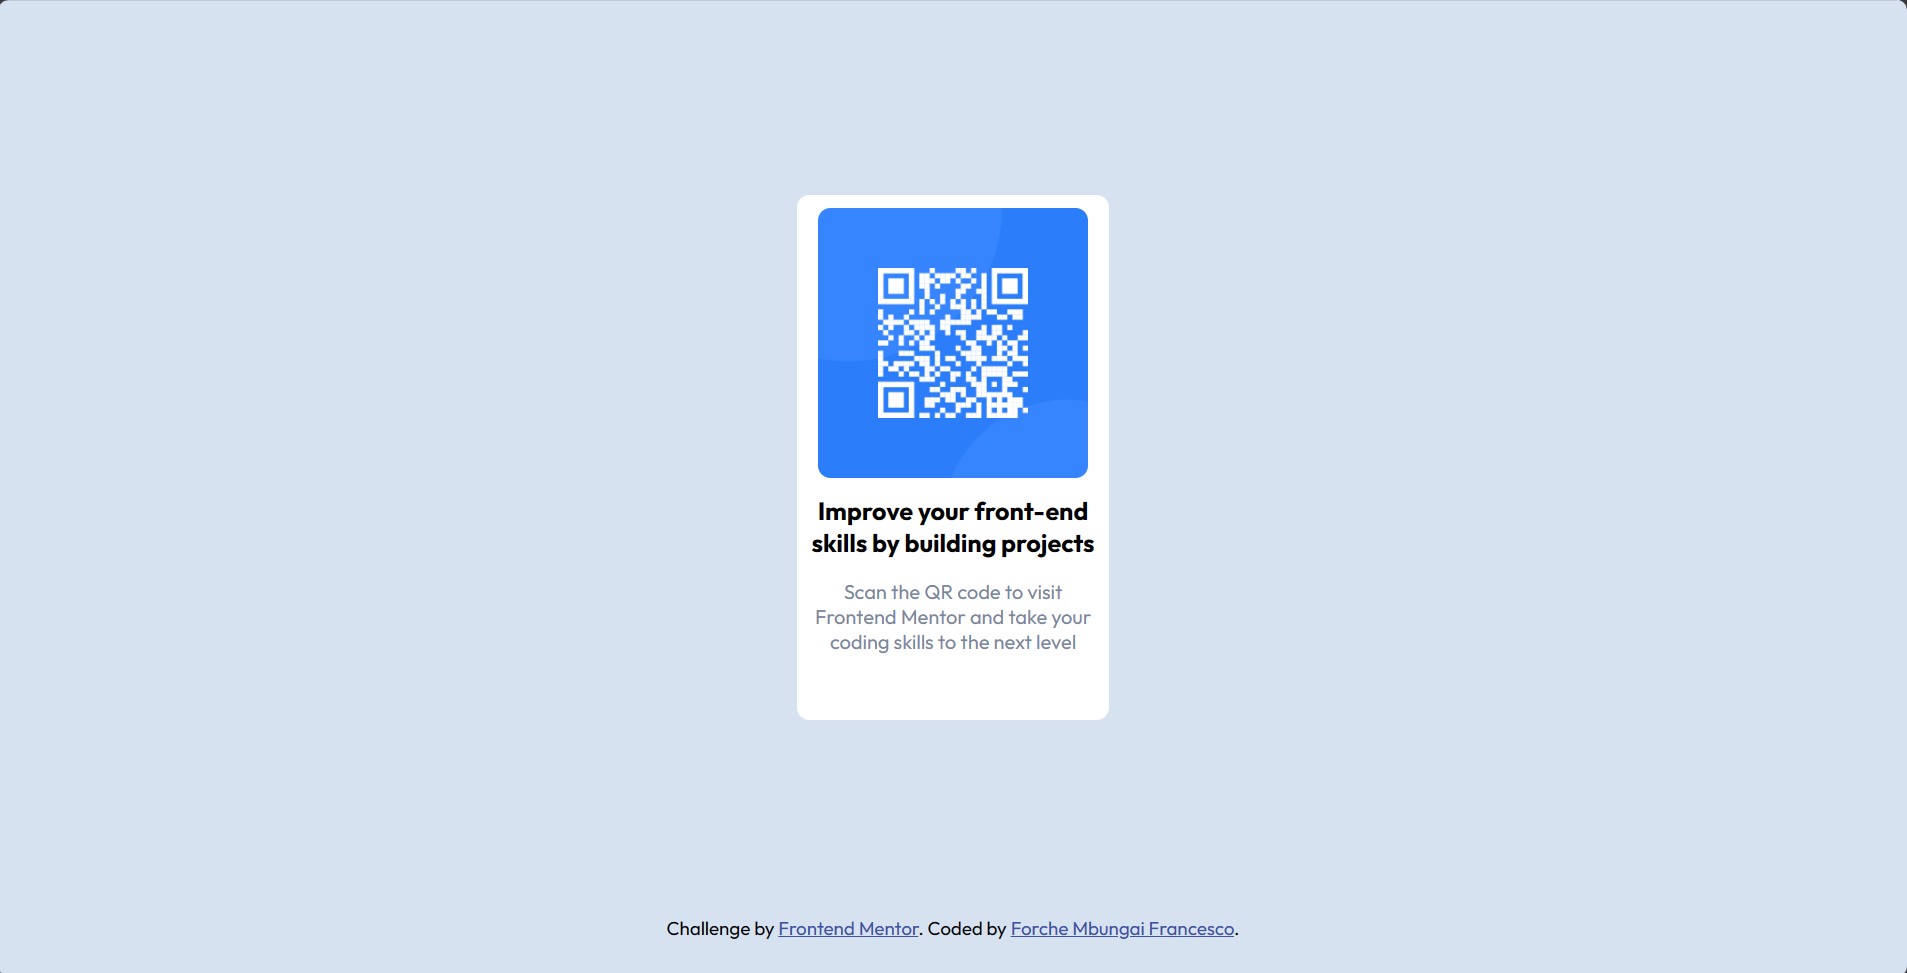 Improve your front-end
skills by building projects
Scan the QR code to visit
Frontend Mentor and take your
coding skills to the next level
Challenge by Frontend Mentor. Coded by Forche Mbungai Francesco.